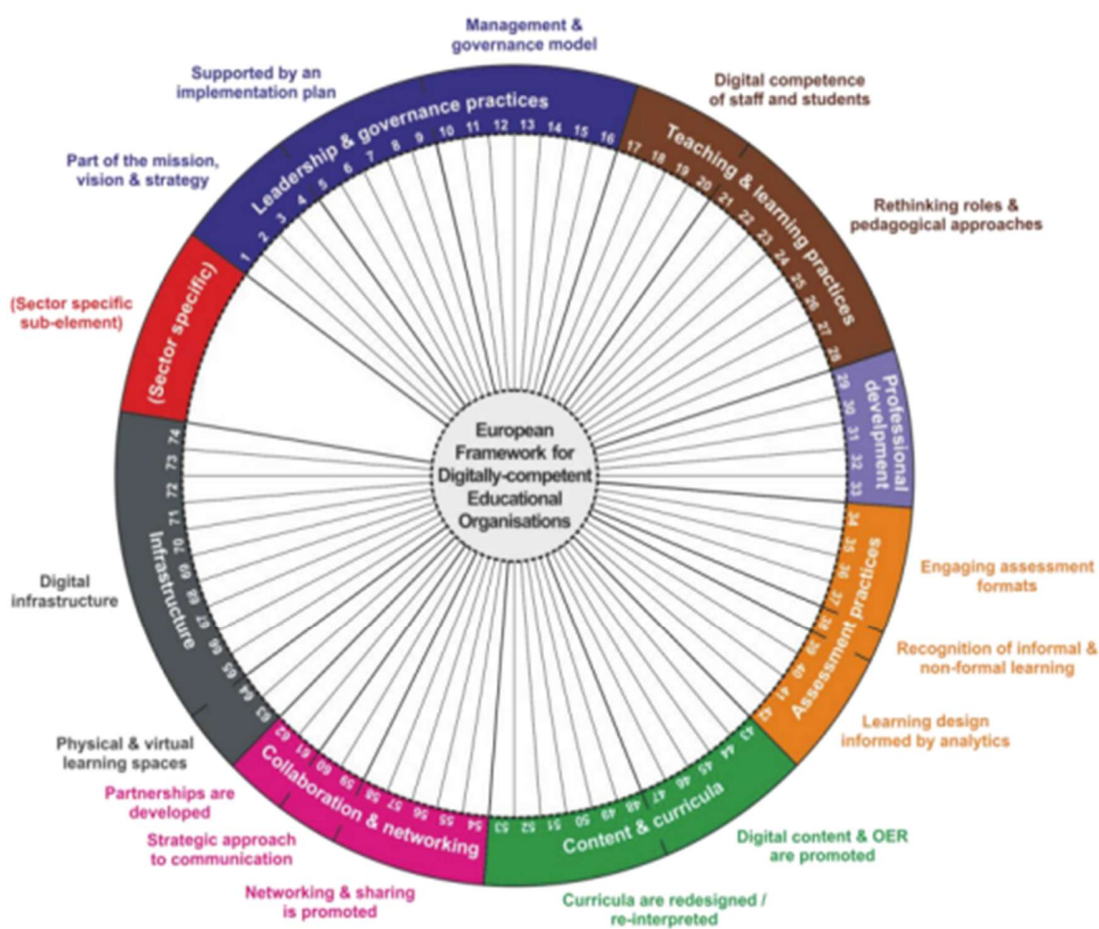 Management &
governance model
Supported by an
implementation plan
Part of the mission,
vision & strategy
Leadership & governance practices
1 2 3 4 5 6 7 8 9 10 11 12 13 14 15 16
Digital competence
of staff and students
Rethinking roles &
pedagogical approaches
Teaching & learning practices
17 18 19 20 21 22 23 24 25 26 27 28
Professional
develpment
29 30 31 32 33
Engaging assessment
formats
Recognition of informal &
non-formal learning
Learning design
informed by analytics
Assessment practices
34 35 36 37 38 39 40 41 42
Digital content & OER
are promoted
Curricula are redesigned /
re-interpreted
Content & curricula
43 44 45 46 47 48 49 50 51 52 53
Networking & sharing
is promoted
Strategic approach
to communication
Partnerships are
developed
Collaboration & networking
54 55 56 57 58 59 60 61 62
Physical & virtual
learning spaces
Digital
infrastructure
Infrastructure
63 64 65 66 67 68 69 70 71 72 73 74
(Sector specific
sub-element)
(Sector specific)
European
Framework for
Digitally-competent
Educational
Organisations